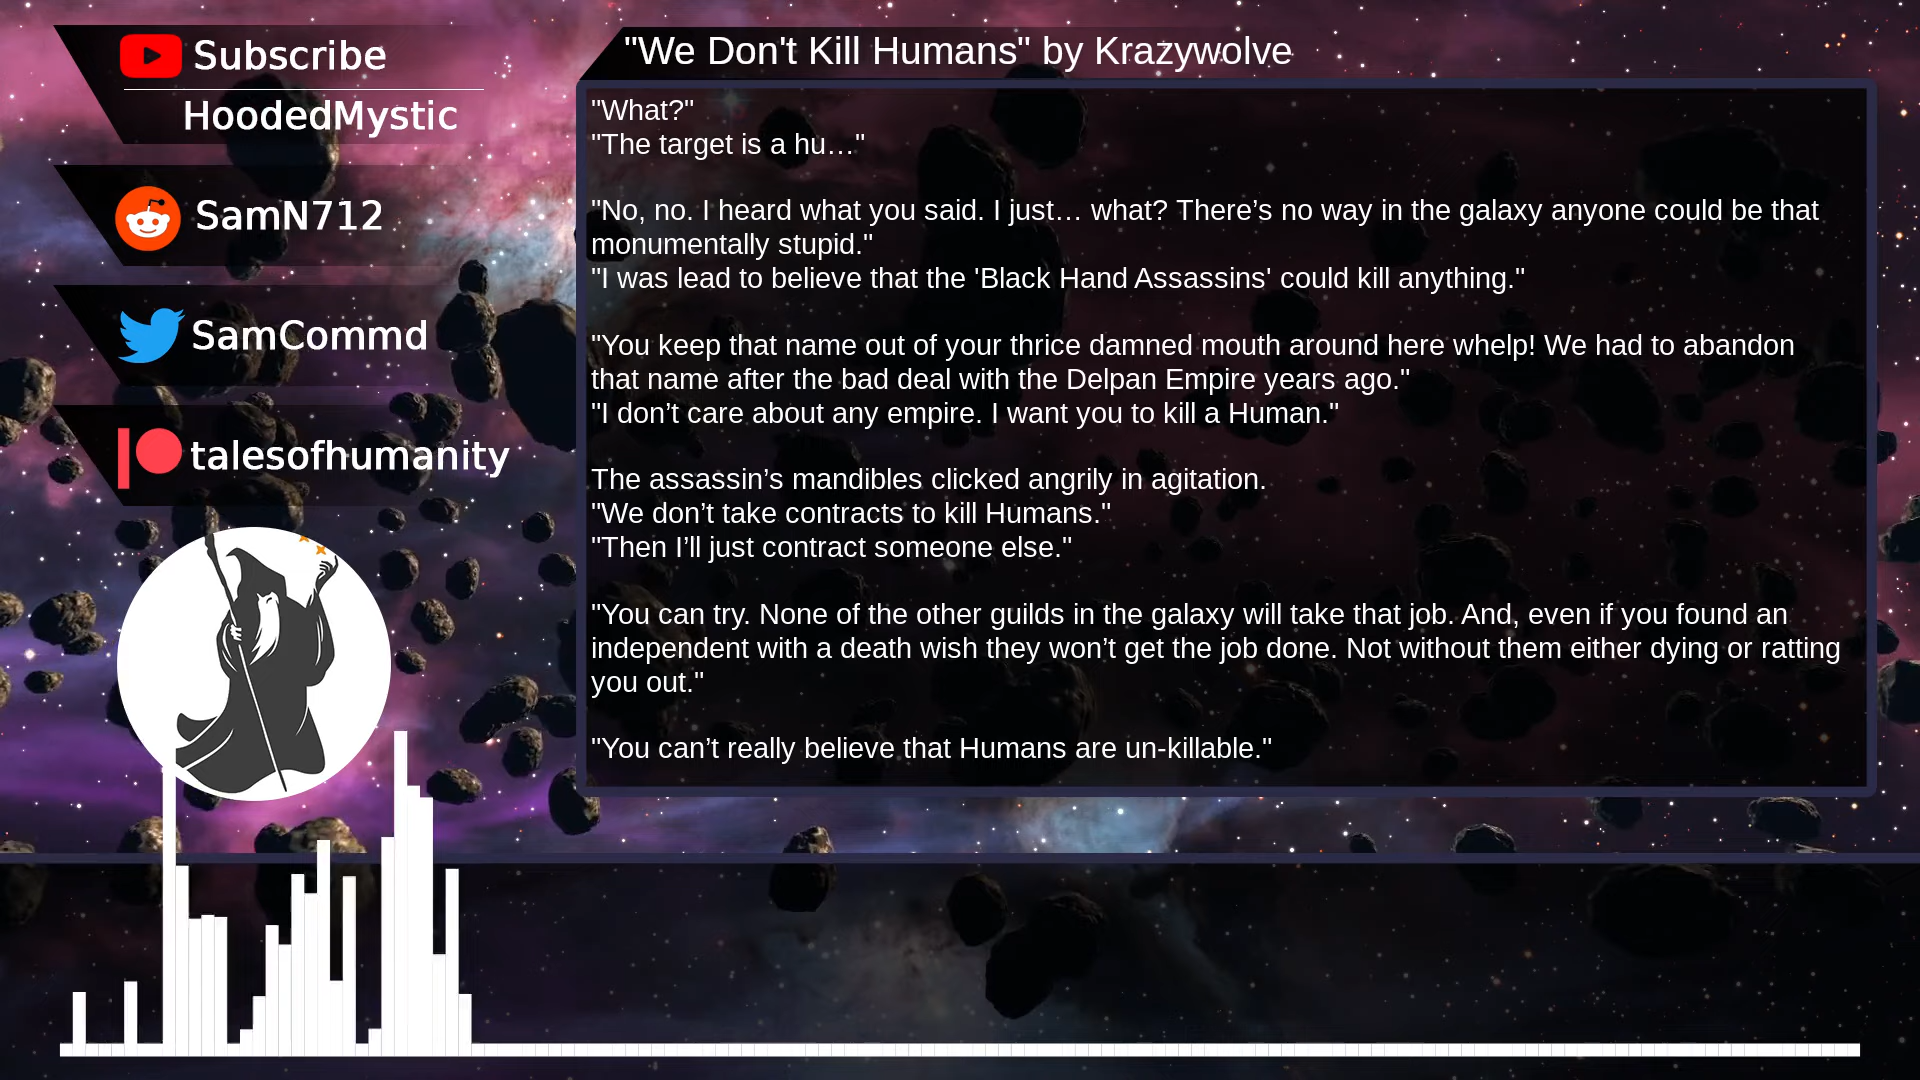 Subscribe
HoodedMystic
SamN712
SamCommd
talesofhumanity
"We Don't Kill Humans" by Krazywolve
"What?"
"The target is a hu…"
"No, no. I heard what you said. I just… what? There’s no way in the galaxy anyone could be that
monumentally stupid."
"I was lead to believe that the 'Black Hand Assassins' could kill anything."
"You keep that name out of your thrice damned mouth around here whelp! We had to abandon
that name after the bad deal with the Delpan Empire years ago."
"I don’t care about any empire. I want you to kill a Human."
The assassin’s mandibles clicked angrily in agitation.
"We don’t take contracts to kill Humans."
"Then I’ll just contract someone else."
"You can try. None of the other guilds in the galaxy will take that job. And, even if you found an
independent with a death wish they won’t get the job done. Not without them either dying or ratting
you out."
"You can’t really believe that Humans are un-killable."